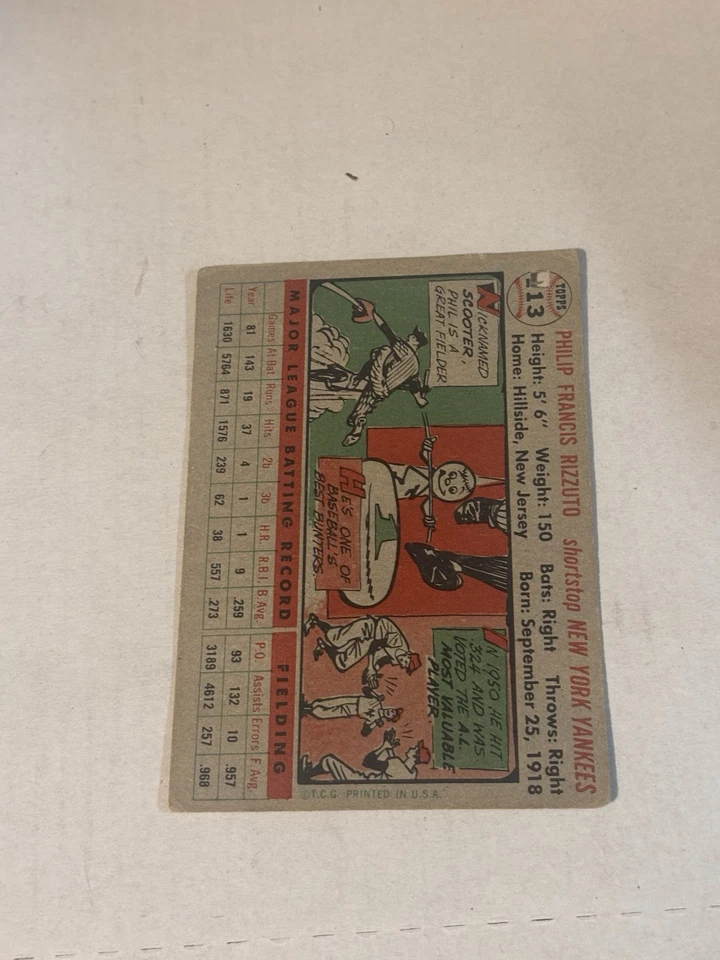 TOPPS
113
PHILIP FRANCIS RIZZUTO shortstop NEW YORK YANKEES
Height: 5' 6" Weight: 150 Bats: Right Throws: Right
Home: Hillside, New Jersey Born: September 25, 1918
NICKNAMED
SCOOTER,
PHIL IS A
GREAT FIELDER
HE'S ONE OF
BASEBALL'S
BEST BUNTERS.
IN 1950 HE HIT
.324 AND WAS
VOTED THE A.L.
MOST VALUABLE
PLAYER
©T.C.G. PRINTED IN U.S.A.
MAJOR LEAGUE BATTING RECORD FIELDING
Games At Bat Runs Hits 2b 3b H.R. R.B.I. B.Avg. P.O. Assists Errors F. Avg.
Year 81 143 19 37 4 1 1 9 .259 93 132 10 .957
Life 1630 5764 871 1576 239 62 38 557 .273 3189 4612 257 .968